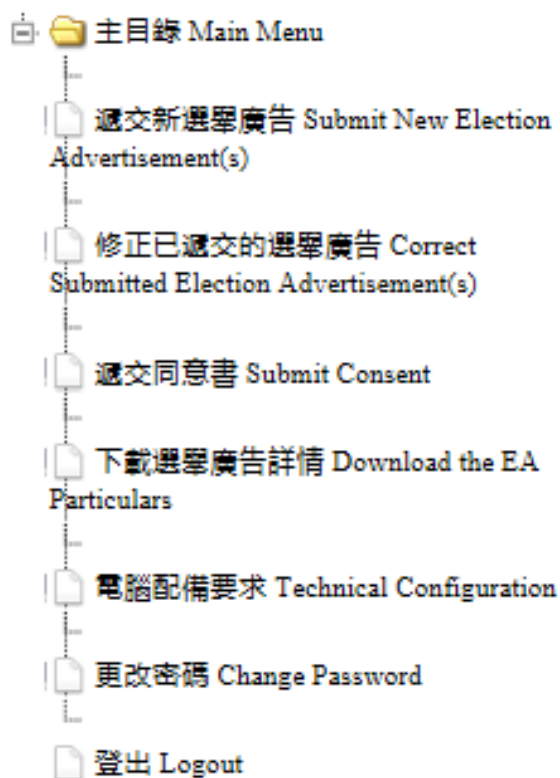 主目錄 Main Menu
遞交新選舉廣告 Submit New Election
Advertisement(s)
修正已遞交的選舉廣告 Correct
Submitted Election Advertisement(s)
遞交同意書 Submit Consent
下載選舉廣告詳情 Download the EA
Particulars
電腦配備要求 Technical Configuration
更改密碼 Change Password
登出 Logout